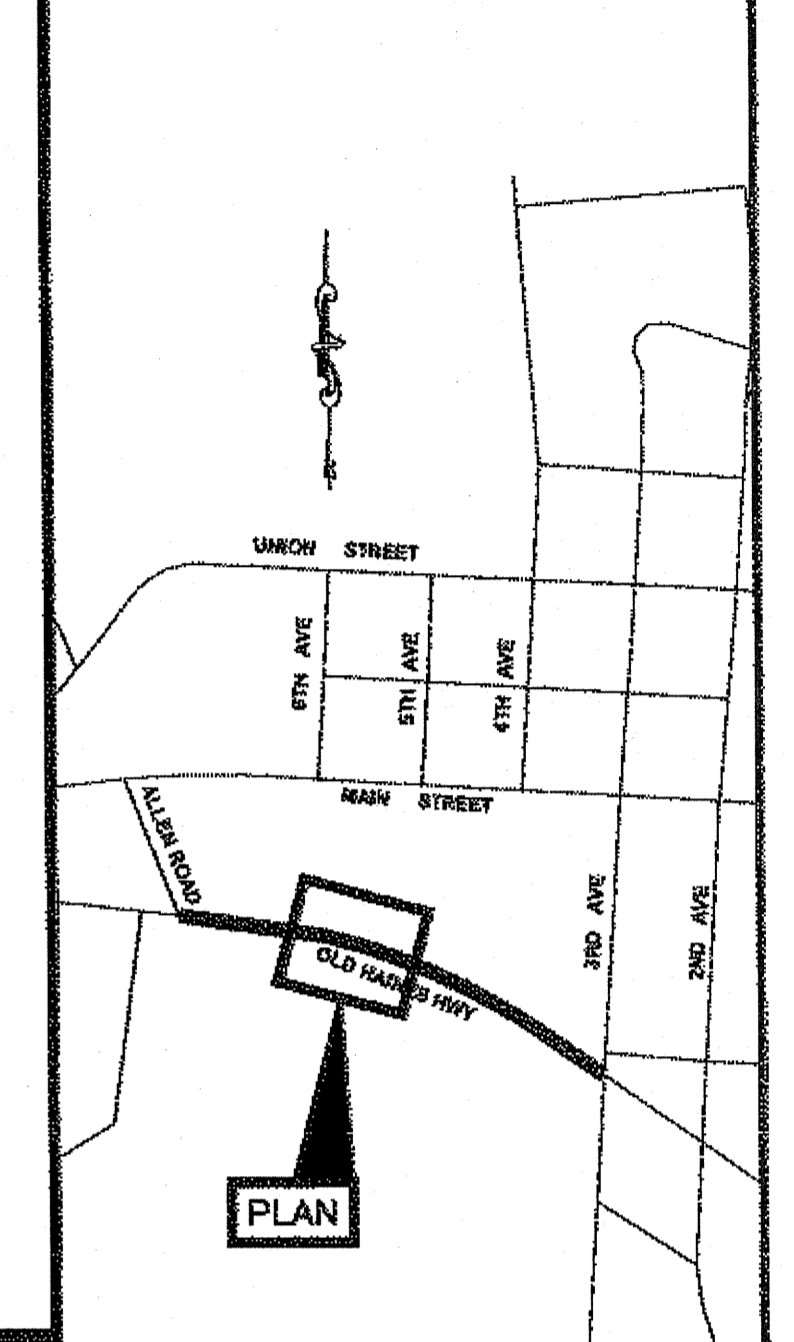 UNION STREET
6TH AVE
5TH AVE
4TH AVE
MAIN STREET
ALLEN ROAD
3RD AVE
2ND AVE
OLD HAINES HWY
PLAN